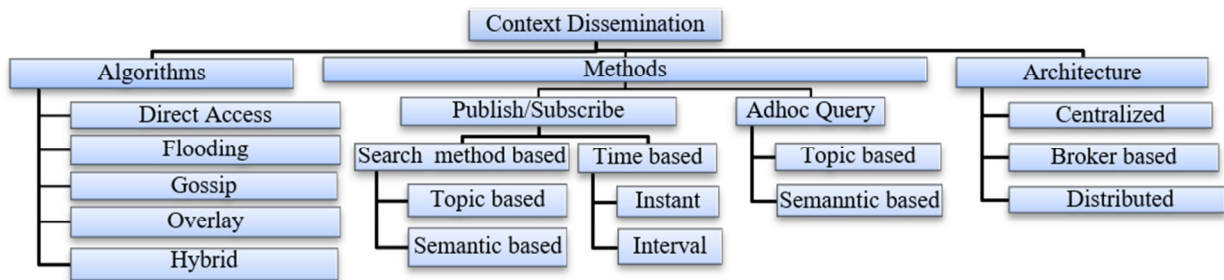 Context Dissemination
Algorithms
Methods
Architecture
Direct Access
Flooding
Gossip
Overlay
Hybrid
Publish/Subscribe
Adhoc Query
Search method based
Time based
Topic based
Semantic based
Instant
Interval
Topic based
Semanntic based
Centralized
Broker based
Distributed